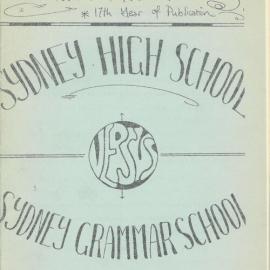 * 17th Year of Publication
SYDNEY HIGH SCHOOL
VERSUS
SYDNEY GRAMMAR SCHOOL